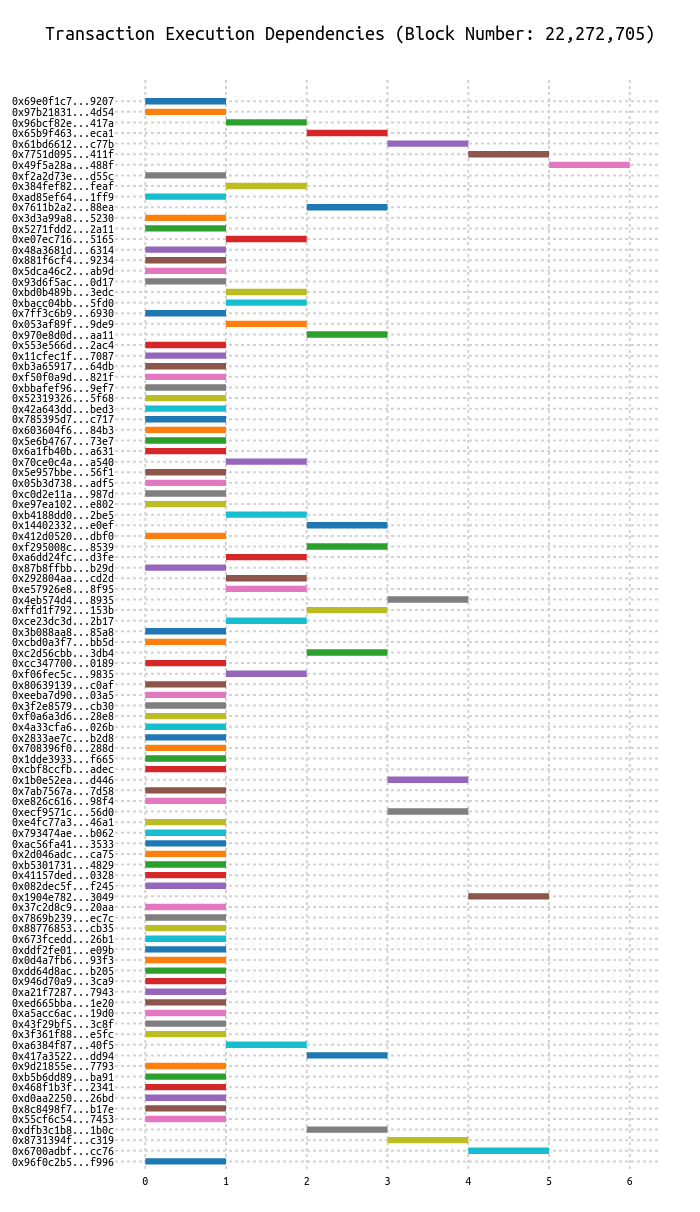 Transaction Execution Dependencies (Block Number: 22,272,705)
0x69e0f1c7...9207
0x97b21831...4d54
0x96bcf82e...417a
0x65b9f463...eca1
0x61bd6612...c77b
0x7751d095...411f
0x49f5a28a...488f
0xf2a2d73e...d55c
0x384fef82...feaf
0xad85ef64...1ff9
0x7611b2a2...88ea
0x3d3a99a8...5230
0x5271fdd2...2a11
0xe07ec716...5165
0x48a3681d...6314
0x881f6cf4...9234
0x5dca46c2...ab9d
0x93d6f5ac...0d17
0xbd0b489b...3edc
0xbacc04bb...5fd0
0x7ff3c6b9...6930
0x053af89f...9de9
0x970e8d0d...aa11
0x553e566d...2ac4
0x11cfec1f...7087
0xb3a65917...64db
0xf50f0a9d...821f
0xbbafef96...9ef7
0x52319326...5f68
0x42a643dd...bed3
0x785395d7...c717
0x603604f6...84b3
0x5e6b4767...73e7
0x6a1fb40b...a631
0x70ce0c4a...a540
0x5e957bbe...56f1
0x05b3d738...adf5
0xc0d2e11a...987d
0xe97ea102...e802
0xb4188dd0...2be5
0x14402332...e0ef
0x412d0520...dbf0
0xf295008c...8539
0xa6dd24fc...d3fe
0x87b8ffbb...b29d
0x292804aa...cd2d
0xe57926e8...8f95
0x4eb574d4...8935
0xffd1f792...153b
0xce23dc3d...2b17
0x3b088aa8...85a8
0xcbd0a3f7...bb5d
0xc2d56cbb...3db4
0xcc347700...0189
0xf06fec5c...9835
0x80639139...c0af
0xeeba7d90...03a5
0x3f2e8579...cb30
0xf0a6a3d6...28e8
0x4a33cfa6...026b
0x2833ae7c...b2d8
0x708396f0...288d
0x1dde3933...f665
0xcbf8ccfb...adec
0x1b0e52ea...d446
0x7ab7567a...7d58
0xe826c616...98f4
0xecf9571c...56d0
0xe4fc77a3...46a1
0x793474ae...b062
0xac56fa41...3533
0x2d046adc...ca75
0xb5301731...4829
0x41157ded...0328
0x082dec5f...f245
0x1904e782...3049
0x37c2d8c9...20aa
0x7869b239...ec7c
0x88776853...cb35
0x673fcedd...26b1
0xddf2fe01...e09b
0x0d4a7fb6...93f3
0xdd64d8ac...b205
0x946d70a9...3ca9
0xa21f7287...7943
0xed665bba...1e20
0xa5acc6ac...19d0
0x43f29bf5...3c8f
0x3f361f88...e5fc
0xa6384f87...40f5
0x417a3522...dd94
0x9d21855e...7793
0xb5b6dd89...ba91
0x468f1b3f...2341
0xd0aa2250...26bd
0x8c8498f7...b17e
0x55cf6c54...7453
0xdfb3c1b8...1b0c
0x8731394f...c319
0x6700adbf...cc76
0x96f0c2b5...f996
0 1 2 3 4 5 6